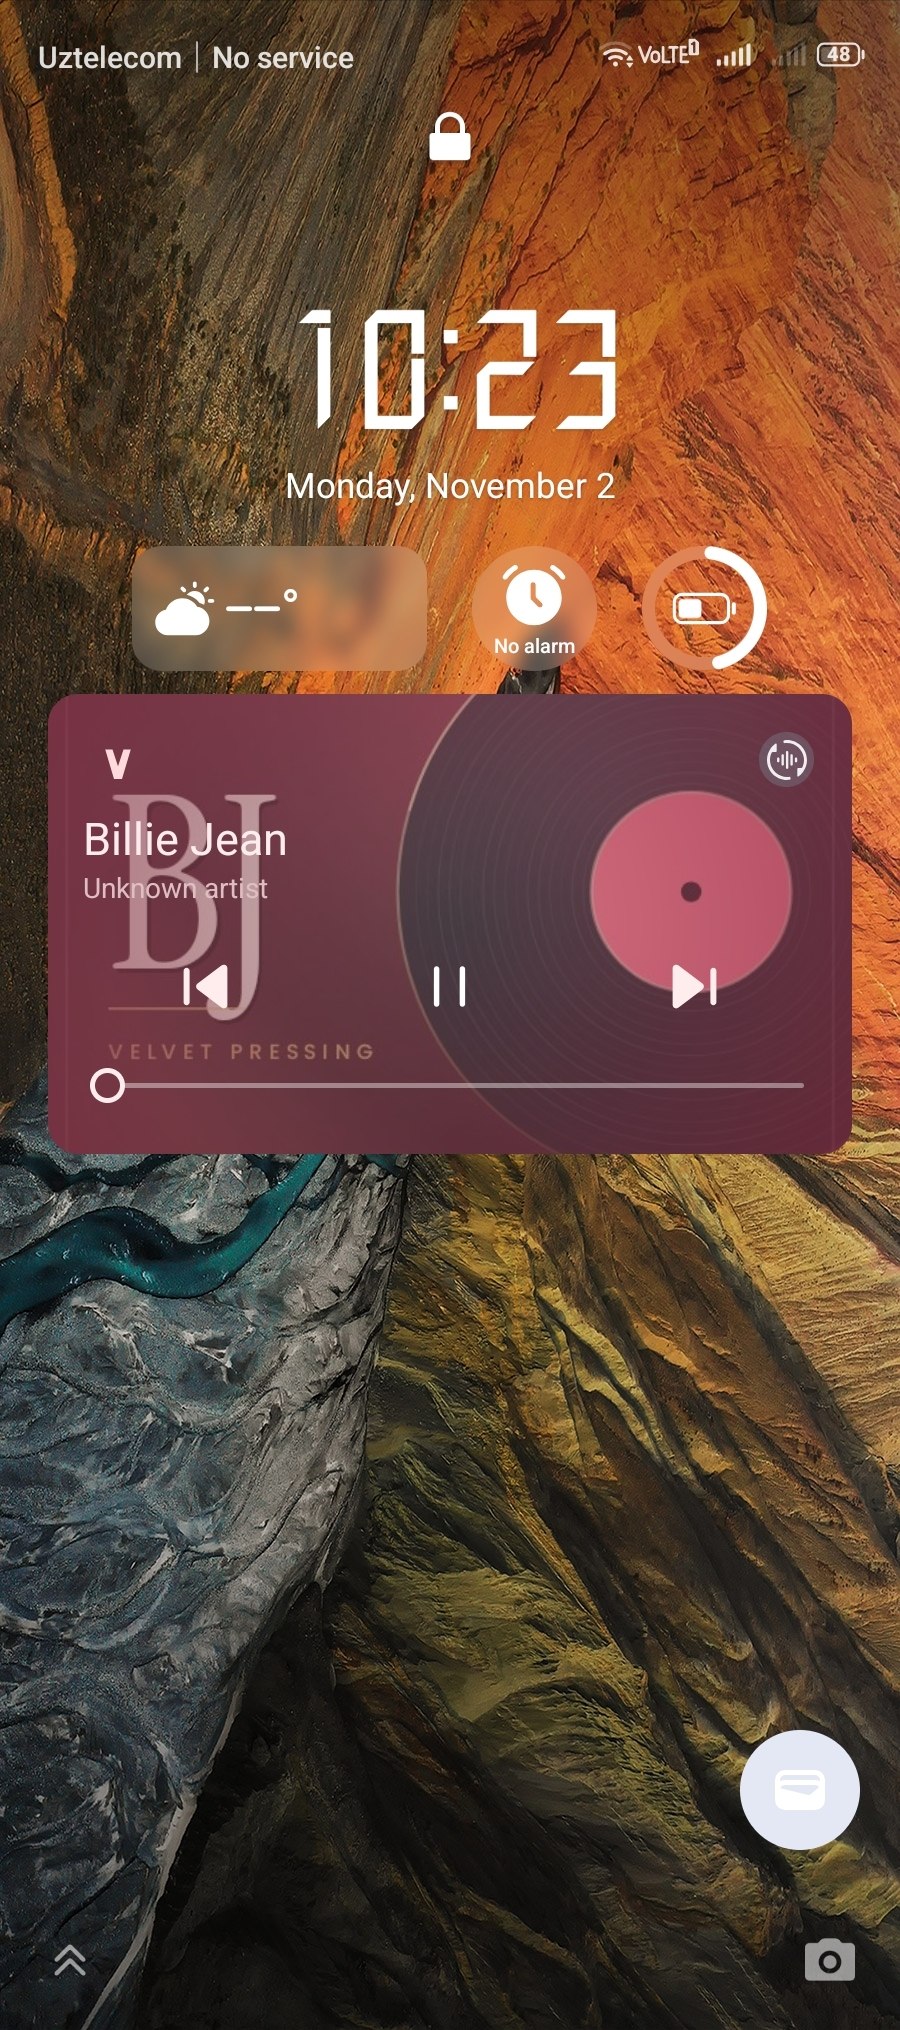 Uztelecom | No service
VoLTE 1
48
10:23
Monday, November 2
--°
No alarm
V
BJ
Billie Jean
Unknown artist
VELVET PRESSING